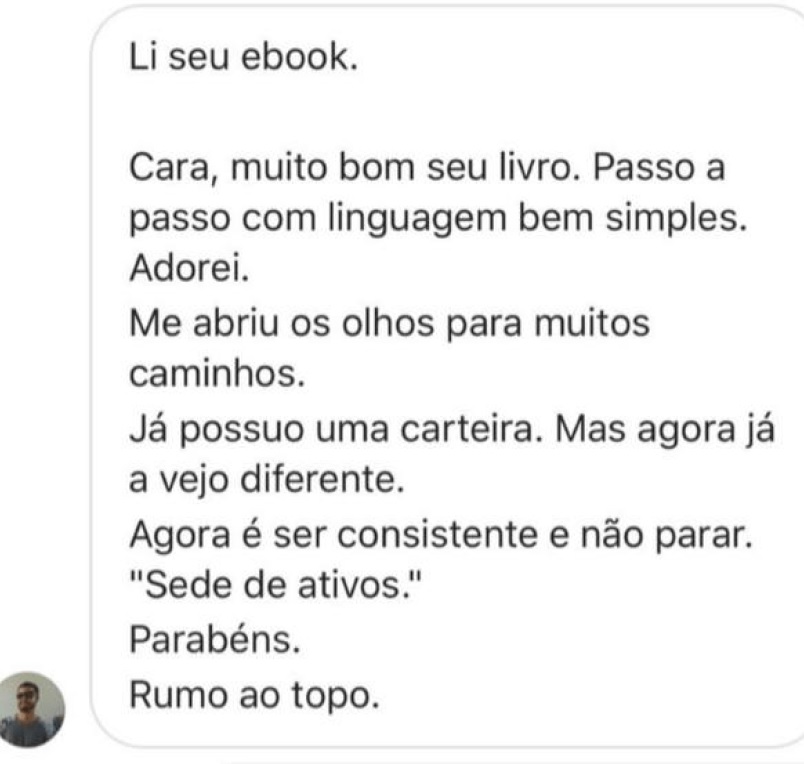 Li seu ebook.
Cara, muito bom seu livro. Passo a
passo com linguagem bem simples.
Adorei.
Me abriu os olhos para muitos
caminhos.
Já possuo uma carteira. Mas agora já
a vejo diferente.
Agora é ser consistente e não parar.
"Sede de ativos."
Parabéns.
Rumo ao topo.